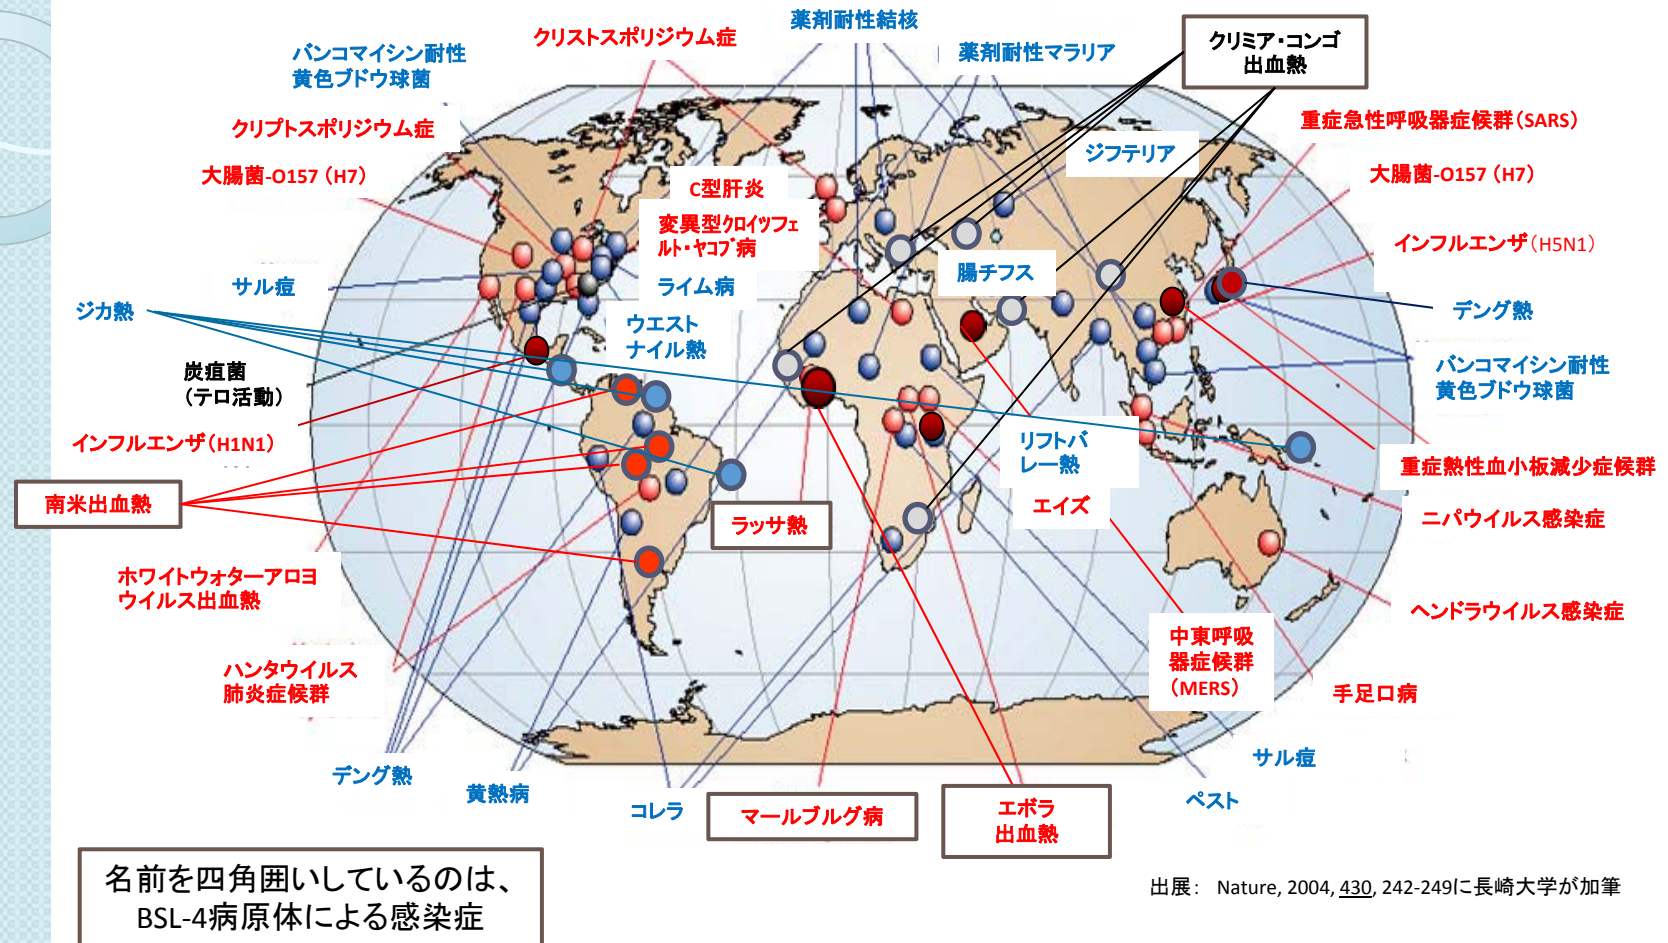 薬剤耐性結核
クリストスポリジウム症
薬剤耐性マラリア
クリミア・コンゴ
出血熱
バンコマイシン耐性
黄色ブドウ球菌
クリプトスポリジウム症
重症急性呼吸器症候群(SARS)
ジフテリア
大腸菌-O157 (H7)
C型肝炎
大腸菌-O157 (H7)
変異型クロイツフェ
ルト・ヤコブ病
インフルエンザ(H5N1)
サル痘
ライム病
腸チフス
ジカ熱
ウエスト
ナイル熱
デング熱
炭疽菌
(テロ活動)
バンコマイシン耐性
黄色ブドウ球菌
インフルエンザ(H1N1)
リフトバ
レー熱
重症熱性血小板減少症候群
南米出血熱
ラッサ熱
エイズ
ニパウイルス感染症
ホワイトウォターアロヨ
ウイルス出血熱
ヘンドラウイルス感染症
中東呼吸
器症候群
(MERS)
ハンタウイルス
肺炎症候群
手足口病
サル痘
デング熱
黄熱病
コレラ
マールブルグ病
エボラ
出血熱
ペスト
名前を四角囲いしているのは、
BSL-4病原体による感染症
出展: Nature, 2004, 430, 242-249に長崎大学が加筆